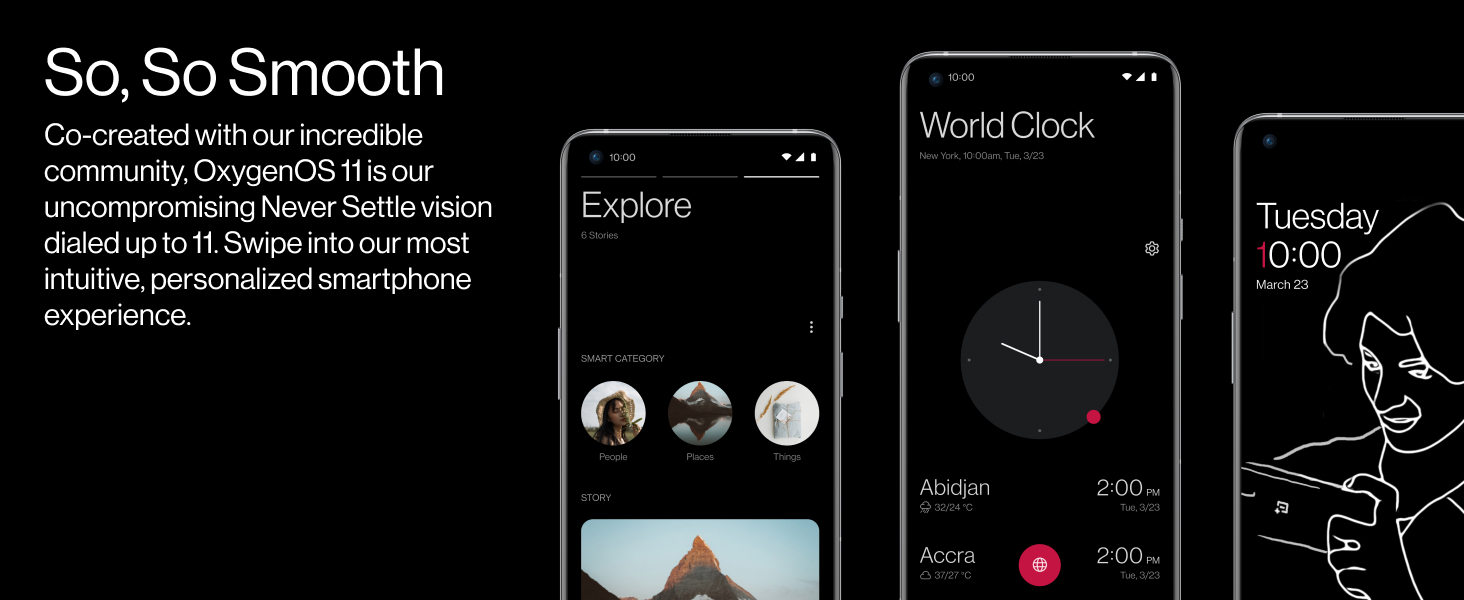 So, So Smooth
Co-created with our incredible
community, OxygenOS 11 is our
uncompromising Never Settle vision
dialed up to 11. Swipe into our most
intuitive, personalized smartphone
experience.
10:00
Explore
6 Stories
SMART CATEGORY
People Places Things
STORY
10:00
World Clock
New York, 10:00am, Tue, 3/23
Abidjan 2:00 PM
32/24 °C Tue, 3/23
Accra 2:00 PM
37/27 °C Tue, 3/23
Tuesday
10:00
March 23